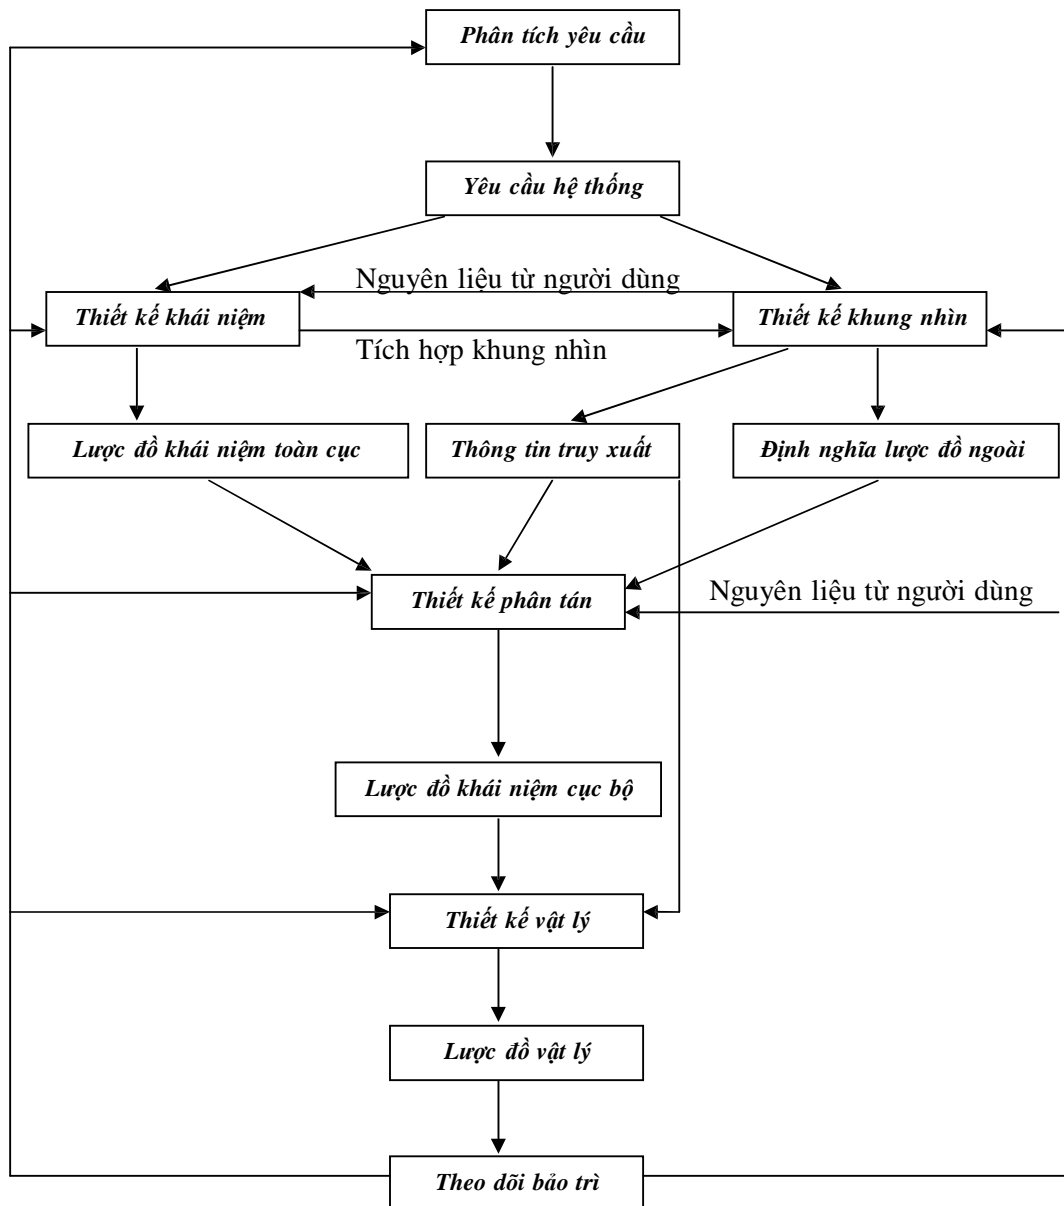 Phân tích yêu cầu
Yêu cầu hệ thống
Nguyên liệu từ người dùng
Thiết kế khái niệm
Thiết kế khung nhìn
Tích hợp khung nhìn
Lược đồ khái niệm toàn cục
Thông tin truy xuất
Định nghĩa lược đồ ngoài
Thiết kế phân tán
Nguyên liệu từ người dùng
Lược đồ khái niệm cục bộ
Thiết kế vật lý
Lược đồ vật lý
Theo dõi bảo trì